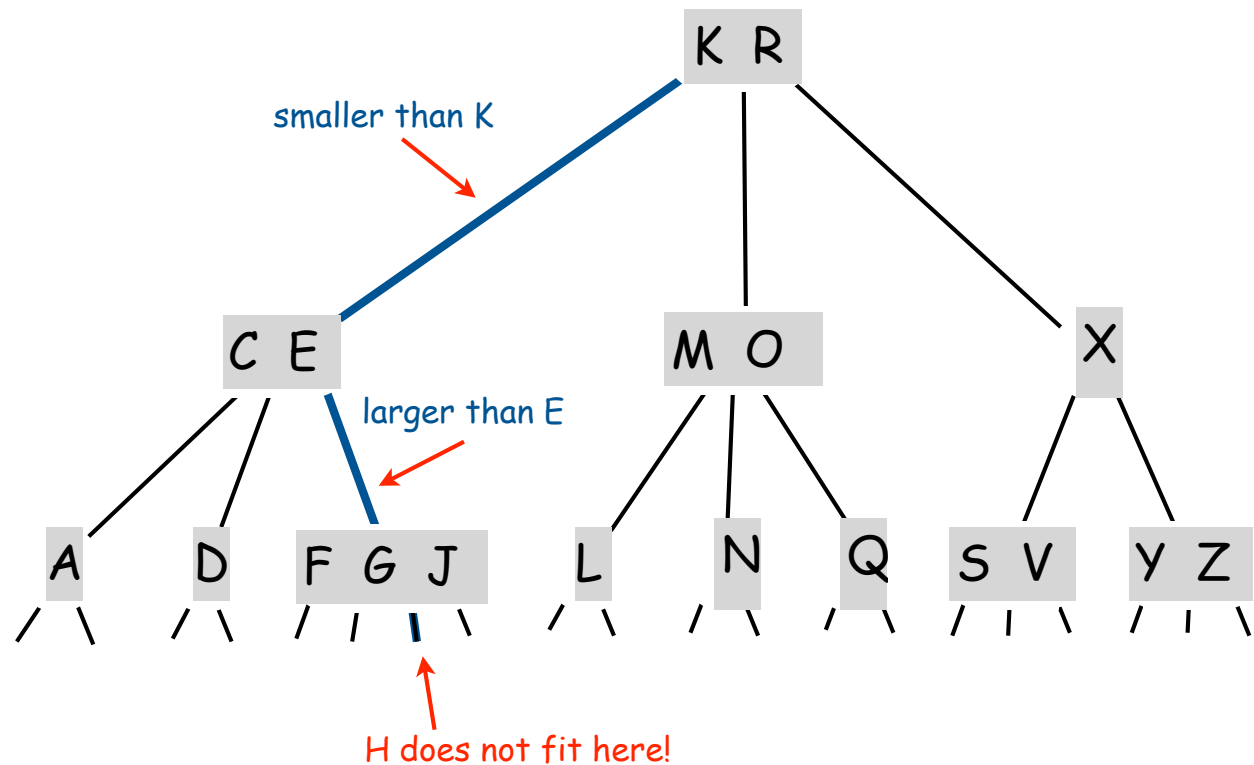 K R
smaller than K
C E
M O
X
larger than E
A
D
F G J
L
N
Q
S V
Y Z
H does not fit here!